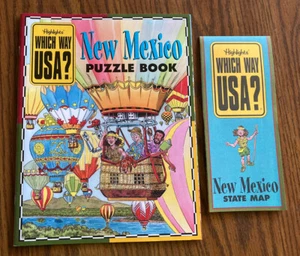 Highlights
WHICH WAY
USA?
New Mexico
PUZZLE BOOK
Highlights
WHICH WAY
USA?
New Mexico
STATE MAP